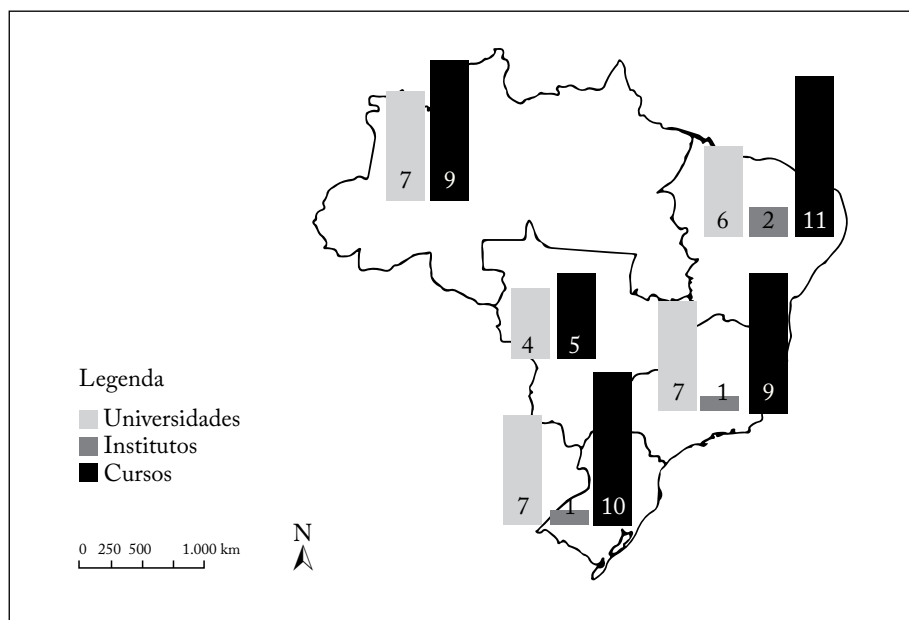 7 9
6 2 11
4 5
7 1 9
7 1 10
Legenda
Universidades
Institutos
Cursos
N
0 250 500 1.000 km